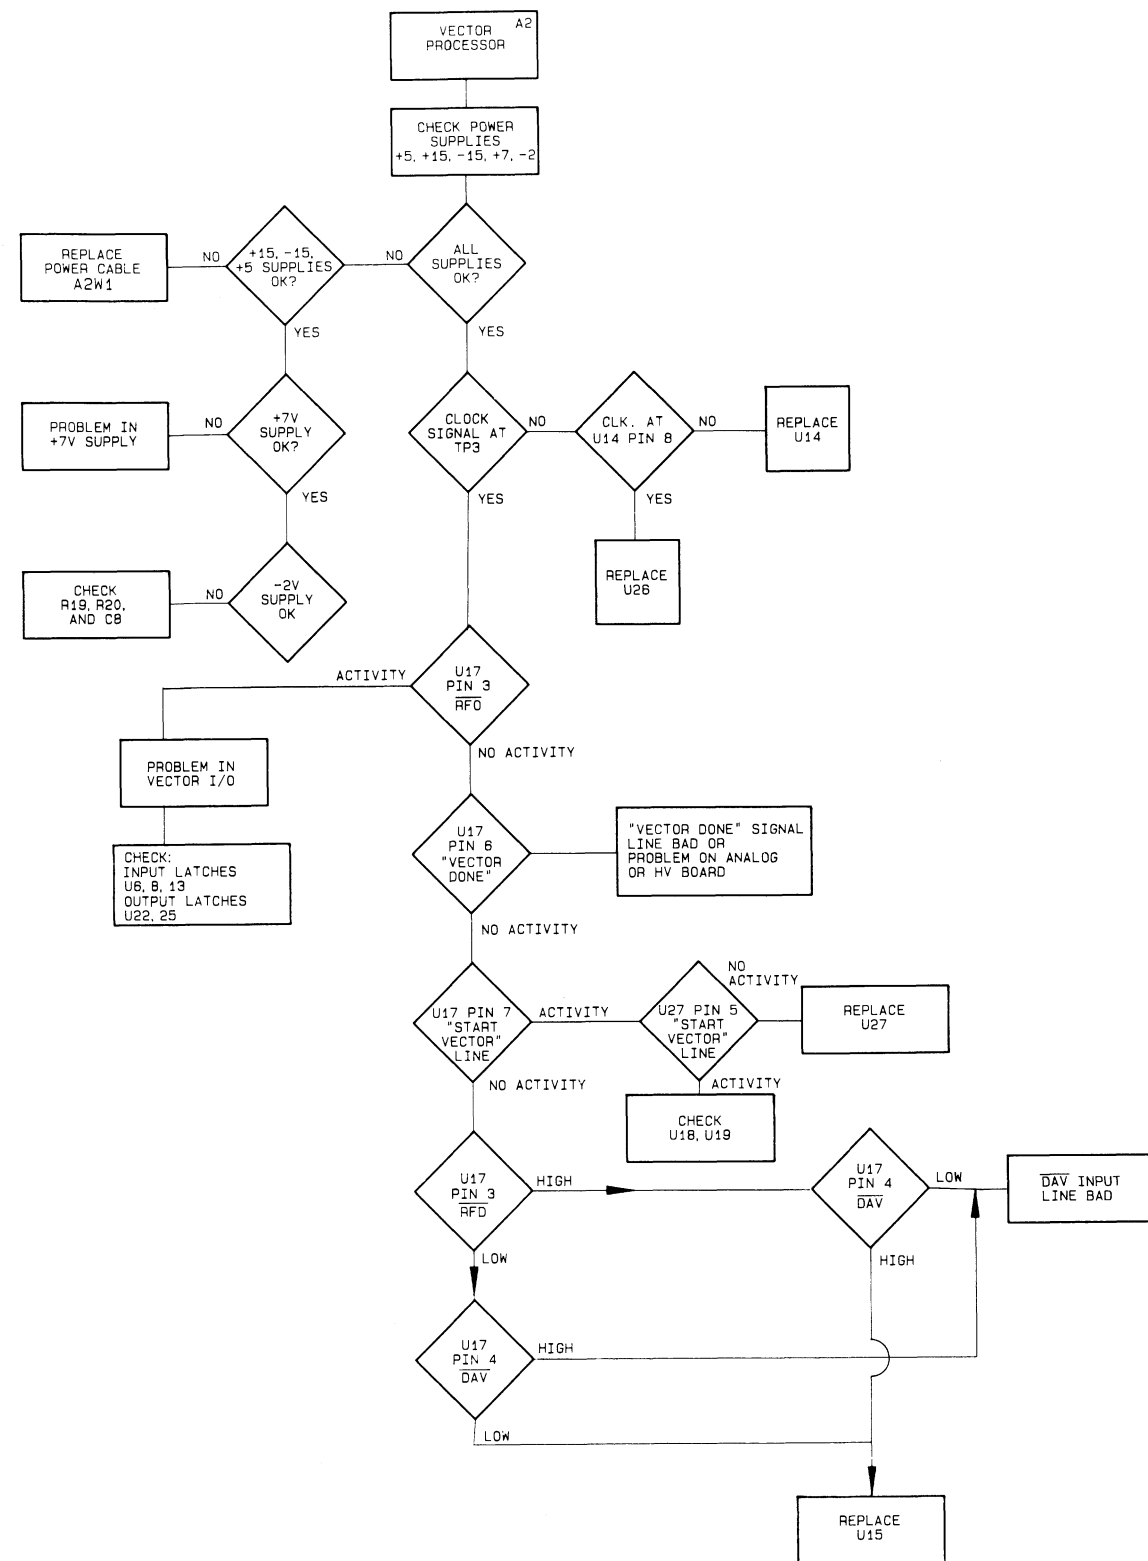 VECTOR
PROCESSOR
A2
CHECK POWER
SUPPLIES
+5, +15, -15, +7, -2
ALL
SUPPLIES
OK?
NO
YES
+15, -15,
+5 SUPPLIES
OK?
NO
YES
REPLACE
POWER CABLE
A2W1
+7V
SUPPLY
OK?
NO
YES
PROBLEM IN
+7V SUPPLY
-2V
SUPPLY
OK
NO
CHECK
R19, R20,
AND C8
CLOCK
SIGNAL AT
TP3
NO
YES
CLK. AT
U14 PIN 8
NO
YES
REPLACE
U14
REPLACE
U26
U17
PIN 3
RFO
ACTIVITY
NO ACTIVITY
PROBLEM IN
VECTOR I/O
CHECK:
INPUT LATCHES
U6, 8, 13
OUTPUT LATCHES
U22, 25
U17
PIN 6
"VECTOR
DONE"
NO ACTIVITY
"VECTOR DONE" SIGNAL
LINE BAD OR
PROBLEM ON ANALOG
OR HV BOARD
U17 PIN 7
"START
VECTOR"
LINE
ACTIVITY
NO ACTIVITY
U27 PIN 5
"START
VECTOR"
LINE
NO
ACTIVITY
ACTIVITY
REPLACE
U27
CHECK
U18, U19
U17
PIN 3
RFD
HIGH
LOW
U17
PIN 4
DAV
LOW
HIGH
DAV INPUT
LINE BAD
U17
PIN 4
DAV
HIGH
LOW
REPLACE
U15